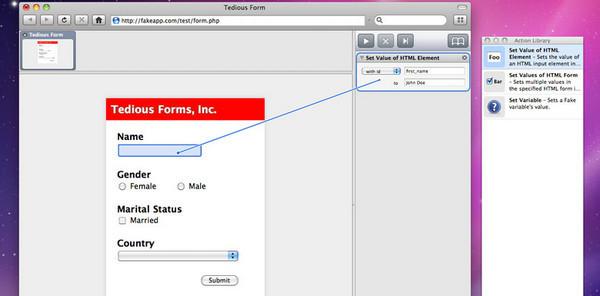 Tedious Form
http://fakeapp.com/test/form.php
Tedious Form
Set Value of HTML Element
with id
first_name
to
John Doe
Tedious Forms, Inc.
Name
Gender
Female
Male
Marital Status
Married
Country
Submit
Action Library
Foo
Set Value of HTML
Element – Sets the value of
an HTML input element in...
Bar
Set Values of HTML Form
– Sets multiple values in
the specified HTML form i...
?
Set Variable – Sets a Fake
variable's value.